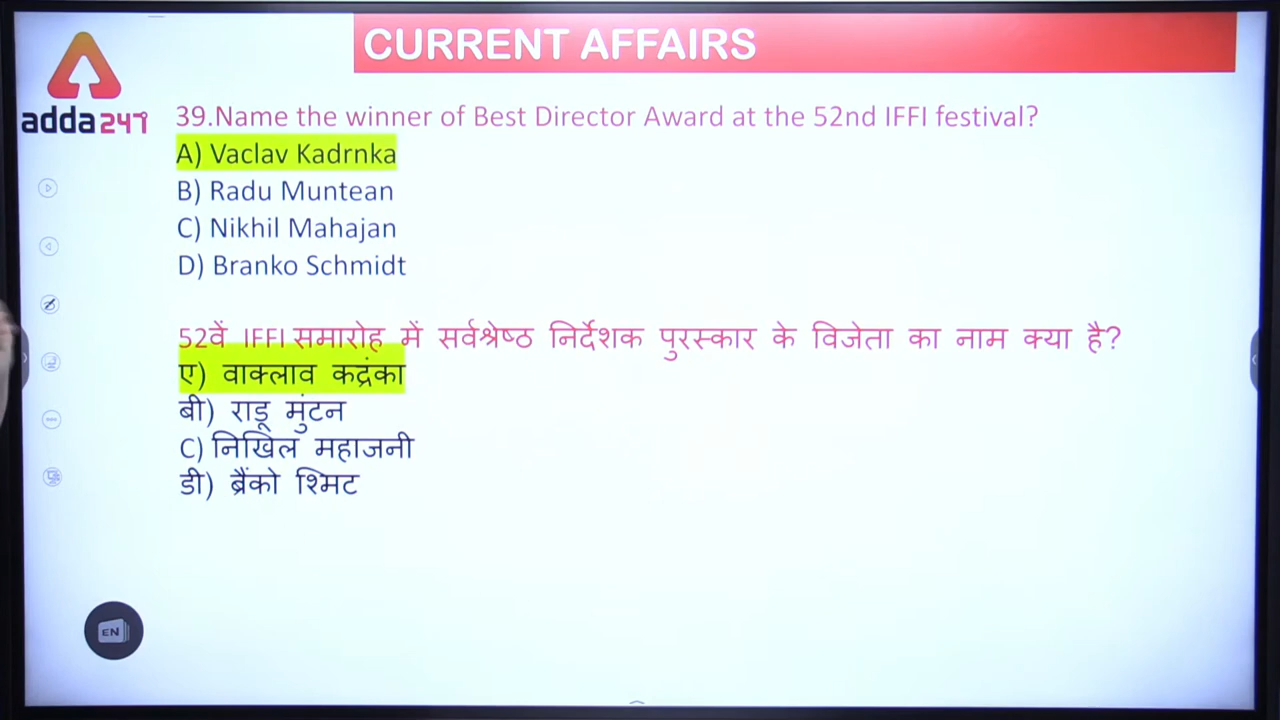 CURRENT AFFAIRS
adda247
39.Name the winner of Best Director Award at the 52nd IFFI festival?
A) Vaclav Kadrnka
B) Radu Muntean
C) Nikhil Mahajan
D) Branko Schmidt
52वें IFFI समारोह में सर्वश्रेष्ठ निर्देशक पुरस्कार के विजेता का नाम क्या है?
ए) वाक्लाव कद्रंका
बी) राडू मुंटन
C) निखिल महाजनी
डी) ब्रैंको श्मिट
EN